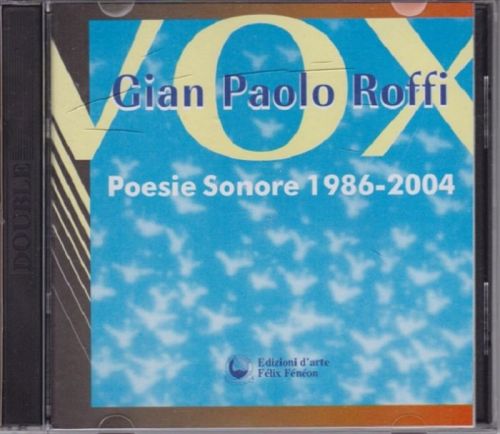 VOX
Gian Paolo Roffi
Poesie Sonore 1986-2004
DOUBLE
Edizioni d'arte
Félix Fénéon